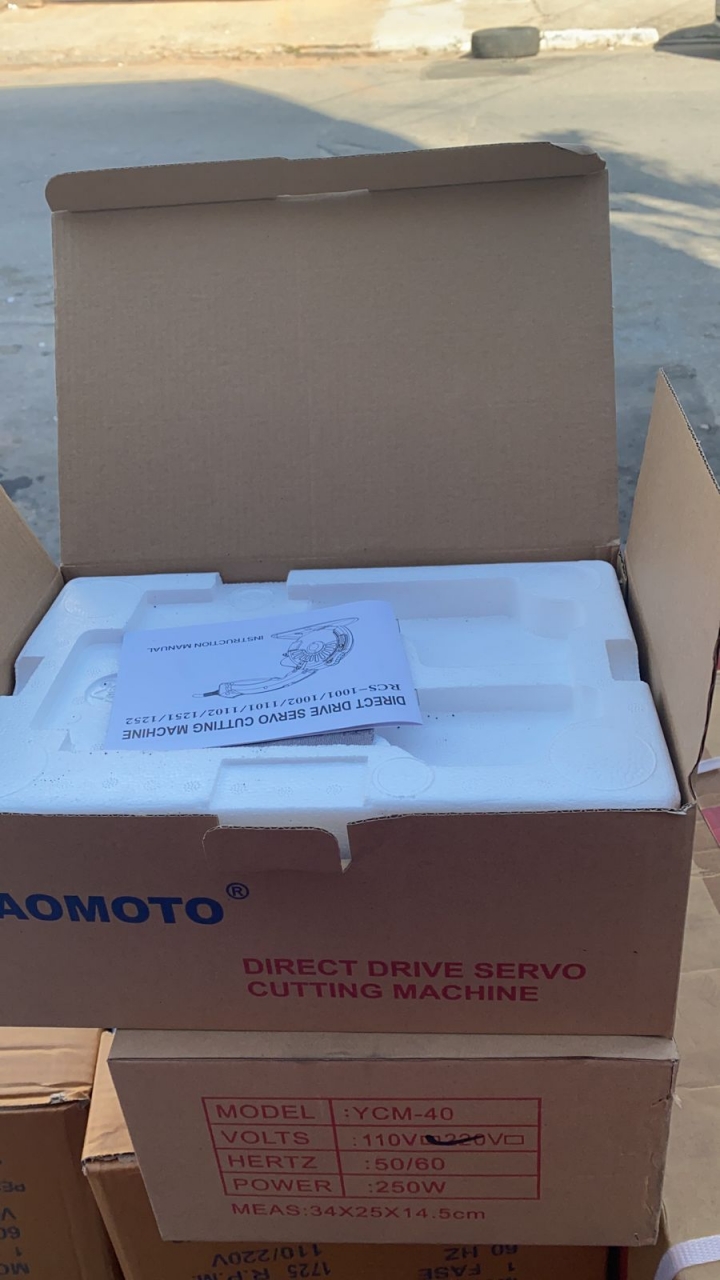 INSTRUCTION MANUAL
RCS-1001/1002/1101/1102/1251/1252
DIRECT DRIVE SERVO CUTTING MACHINE
AOMOTO®
DIRECT DRIVE SERVO
CUTTING MACHINE
MODEL :YCM-40
VOLTS :110V□220V□
HERTZ :50/60
POWER :250W
MEAS:34X25X14.5cm
1 FASE
60 HZ
1725 R.P.M.
110/220V